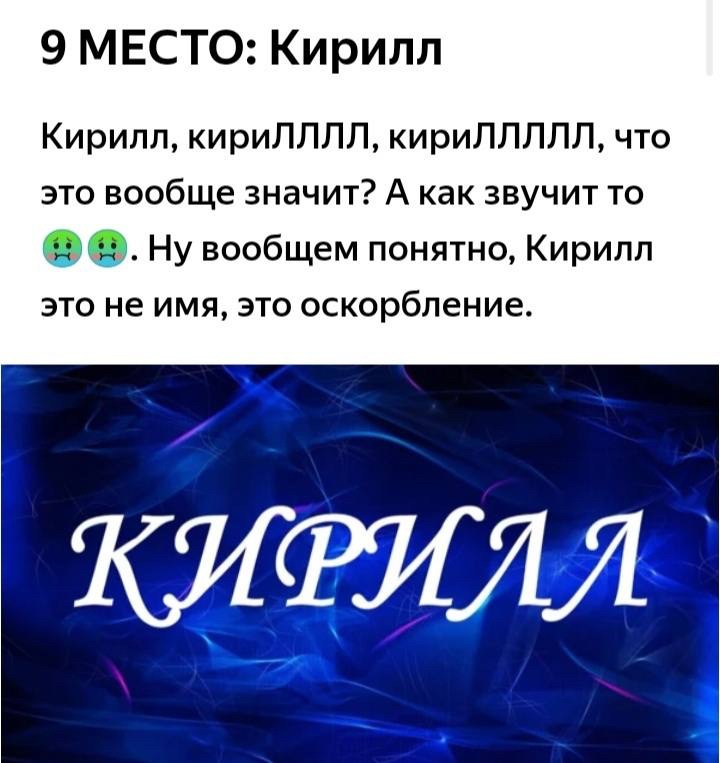 9 МЕСТО: Кирилл
Кирилл, кириЛЛЛЛ, кириЛЛЛЛЛ, что
это вообще значит? А как звучит то
🤢🤢. Ну вообщем понятно, Кирилл
это не имя, это оскорбление.
КИРИЛЛ